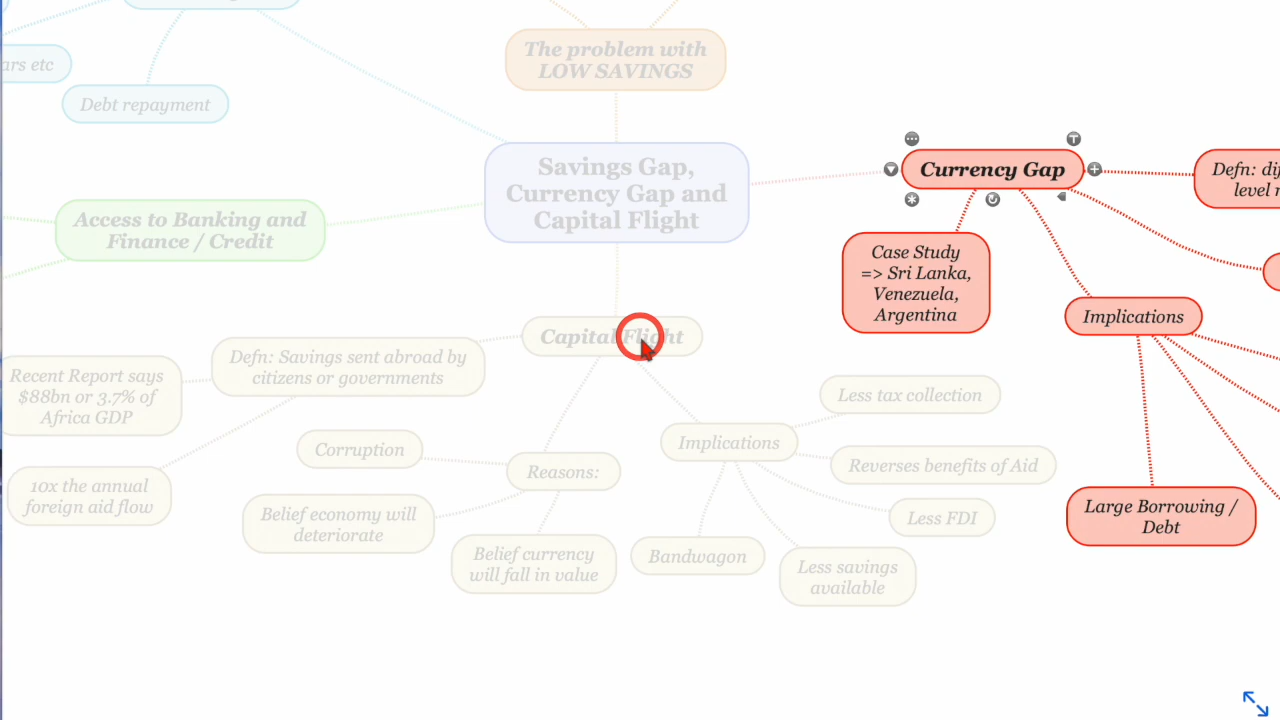 The problem with
LOW SAVINGS
ars etc
Debt repayment
Savings Gap,
Currency Gap and
Capital Flight
Currency Gap
Defn:
level
Access to Banking and
Finance / Credit
Case Study
=> Sri Lanka,
Venezuela,
Argentina
Implications
Capital Flight
Defn: Savings sent abroad by
citizens or governments
Recent Report says
$88bn or 3.7% of
Africa GDP
Less tax collection
Implications
Corruption
Reasons:
Reverses benefits of Aid
10x the annual
foreign aid flow
Belief economy will
deteriorate
Less FDI
Large Borrowing /
Debt
Belief currency
will fall in value
Bandwagon
Less savings
available